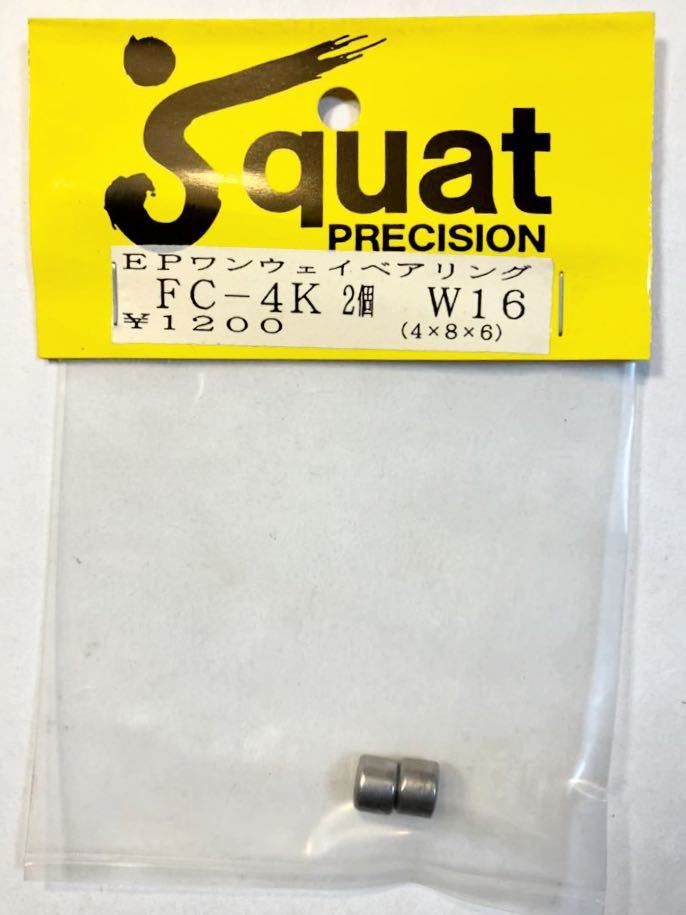 Squat
PRECISION
EPワンウェイベアリング
FC-4K 2個 W16
¥1200 (4×8×6)